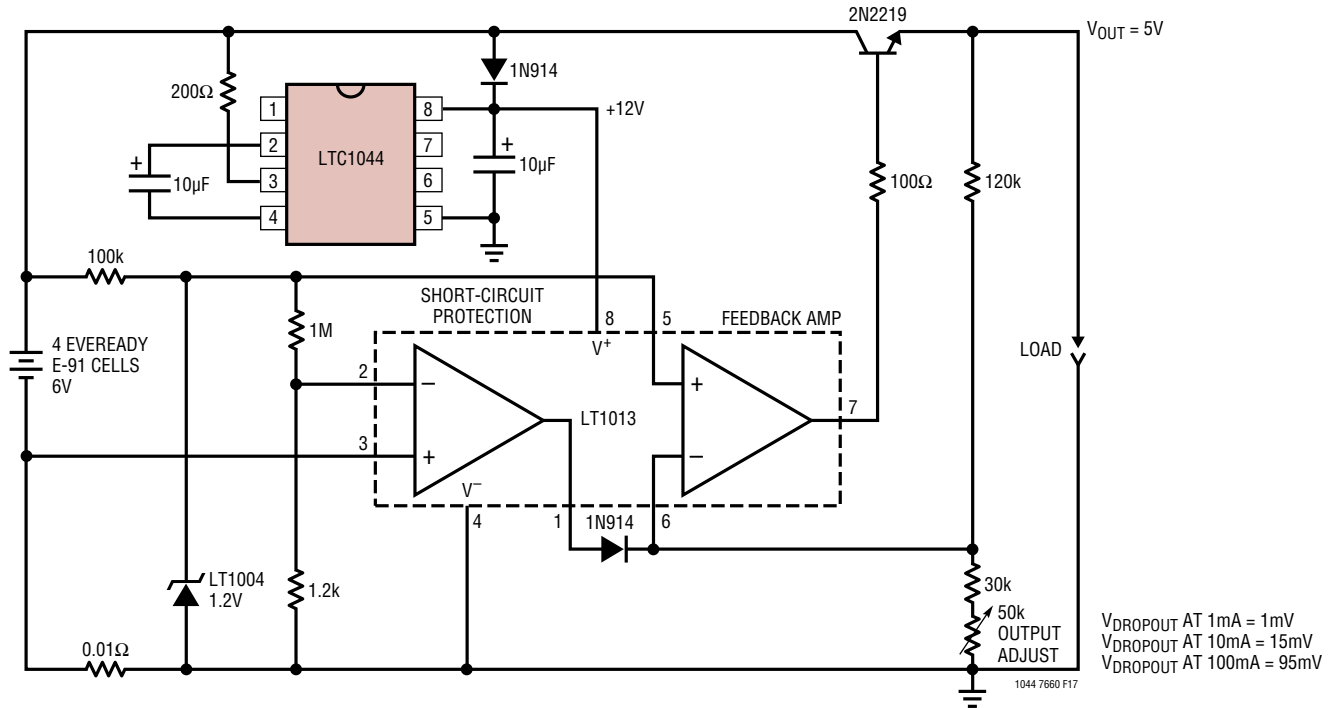 2N2219
V_OUT = 5V
1N914
200Ω
1
8
+12V
2
7
LTC1044
+
10µF
3
6
+
10µF
4
5
100Ω
120k
100k
SHORT-CIRCUIT
PROTECTION
8
5
FEEDBACK AMP
1M
V+
4 EVEREADY
E-91 CELLS
6V
LOAD
2
–
+
7
LT1013
3
+
–
V–
4
1
1N914
6
LT1004
1.2V
1.2k
30k
50k
OUTPUT
ADJUST
0.01Ω
V_DROPOUT AT 1mA = 1mV
V_DROPOUT AT 10mA = 15mV
V_DROPOUT AT 100mA = 95mV
1044 7660 F17